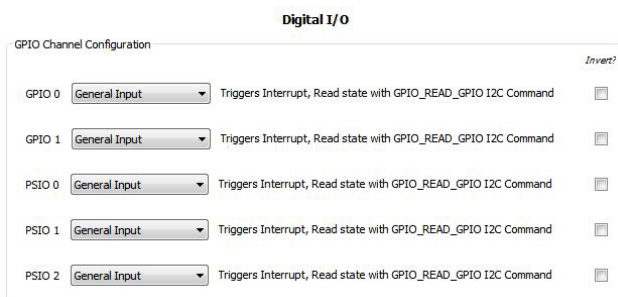 Digital I/O
GPIO Channel Configuration
Invert?
GPIO 0 General Input Triggers Interrupt, Read state with GPIO_READ_GPIO I2C Command
GPIO 1 General Input Triggers Interrupt, Read state with GPIO_READ_GPIO I2C Command
PSIO 0 General Input Triggers Interrupt, Read state with GPIO_READ_GPIO I2C Command
PSIO 1 General Input Triggers Interrupt, Read state with GPIO_READ_GPIO I2C Command
PSIO 2 General Input Triggers Interrupt, Read state with GPIO_READ_GPIO I2C Command